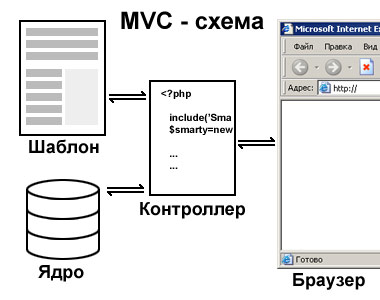 MVC - схема
Microsoft Internet Ex
Файл Правка Вид
Адрес: http://
<?php
include('Sma
$smarty=new
...
...
Шаблон
Контроллер
Ядро
Готово
Браузер